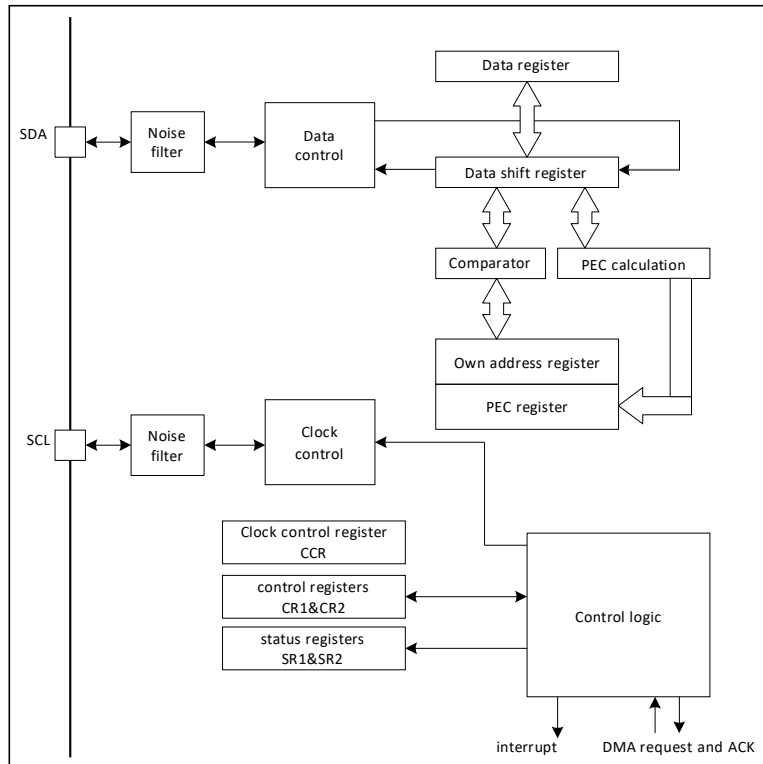 Data register
SDA
Noise
filter
Data
control
Data shift register
Comparator
PEC calculation
Own address register
PEC register
SCL
Noise
filter
Clock
control
Clock control register
CCR
control registers
CR1&CR2
status registers
SR1&SR2
Control logic
interrupt
DMA request and ACK